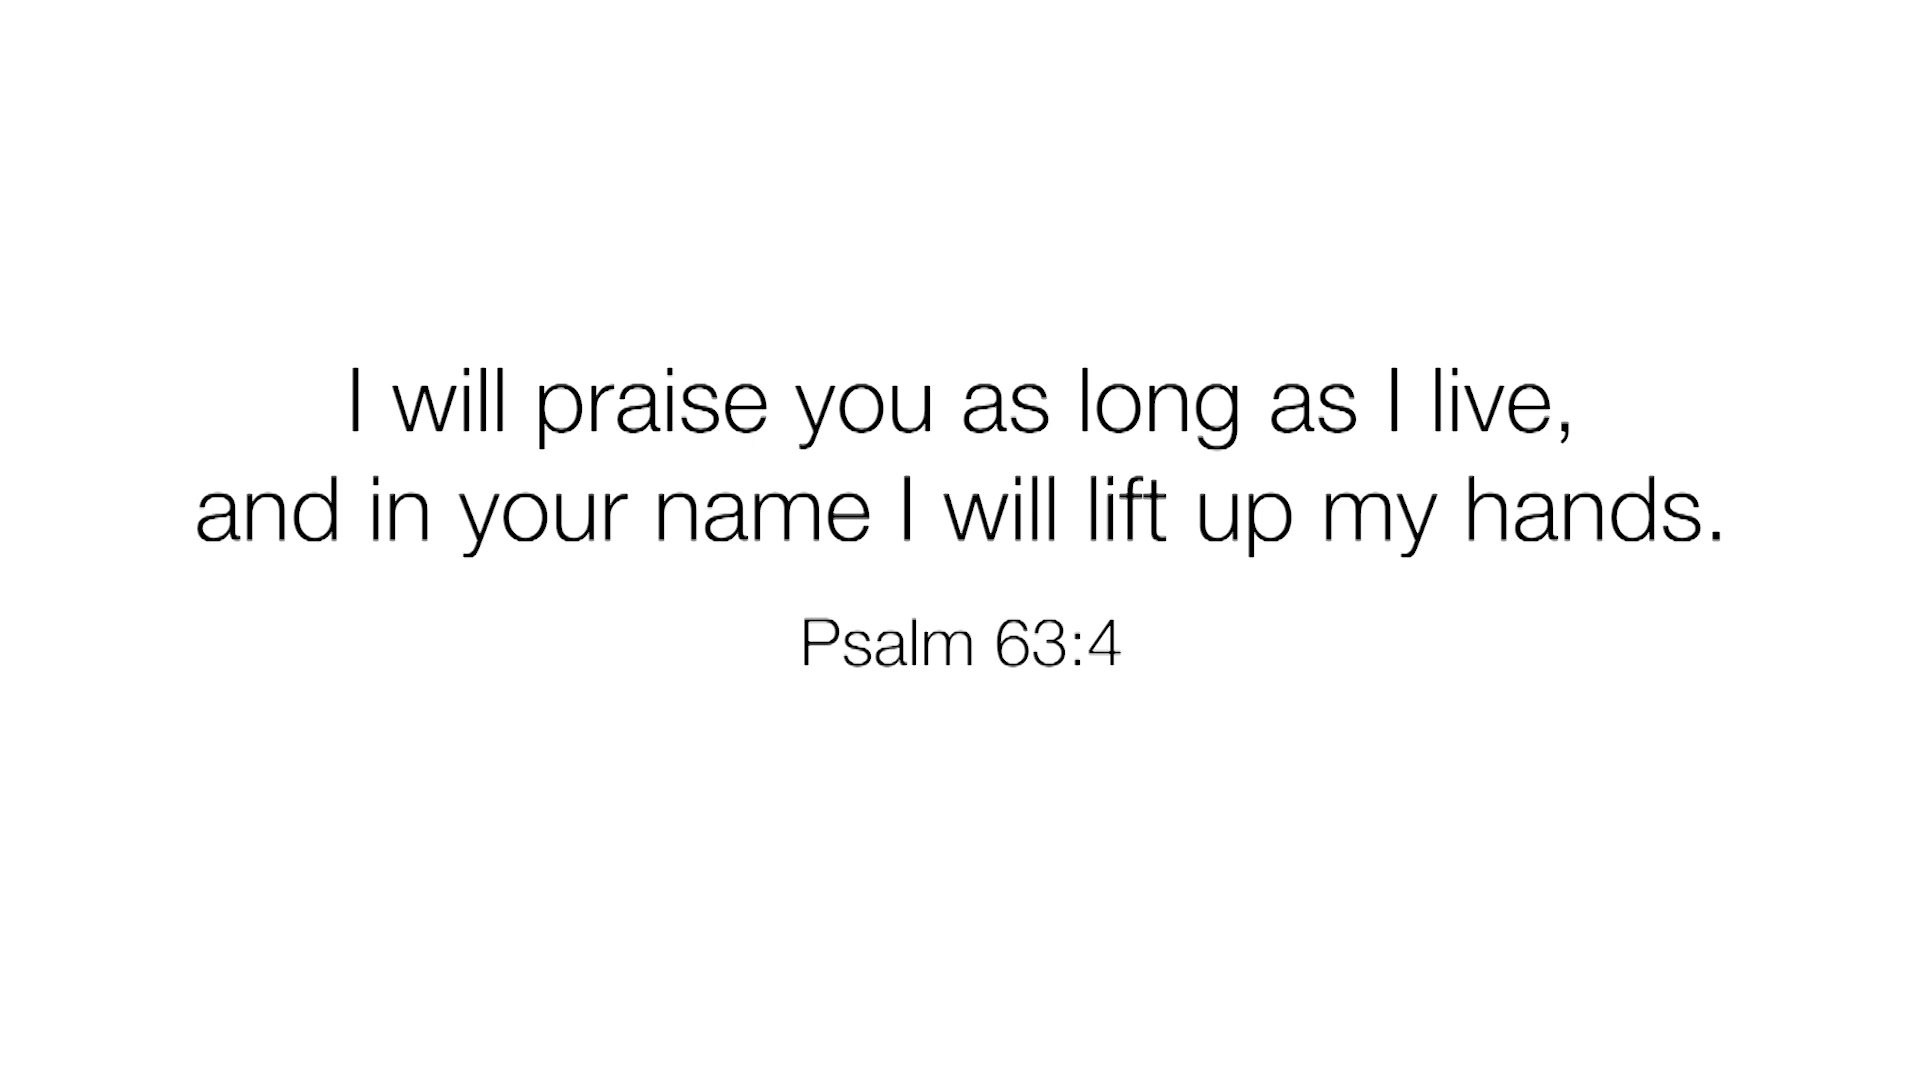 I will praise you as long as I live,
and in your name I will lift up my hands.
Psalm 63:4